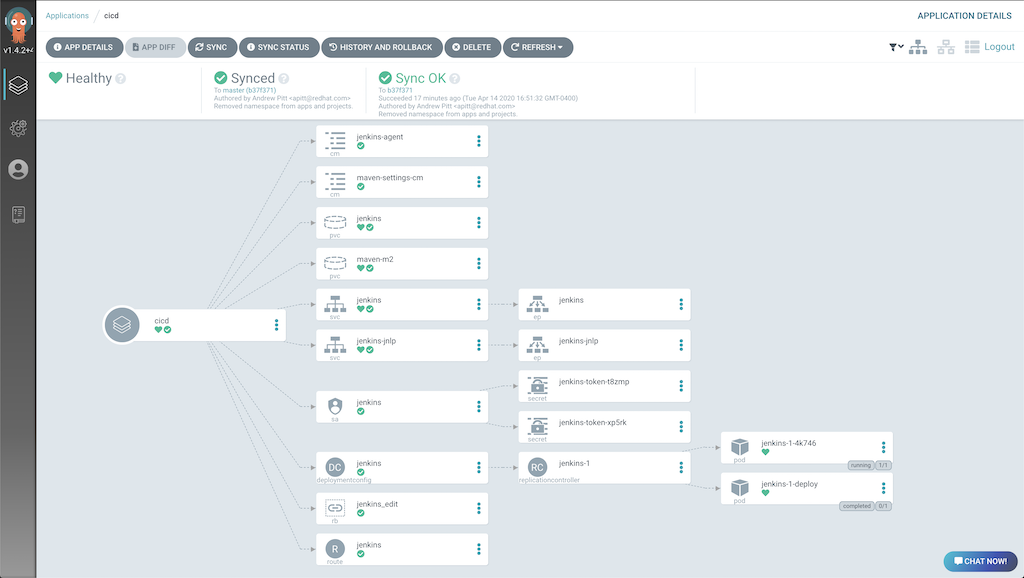 Applications / cicd
APPLICATION DETAILS
v1.4.2+4
APP DETAILS
APP DIFF
SYNC
SYNC STATUS
HISTORY AND ROLLBACK
DELETE
REFRESH
Logout
Healthy
Synced
To master (b37f371)
Authored by Andrew Pitt <apitt@redhat.com>
Removed namespace from apps and projects.
Sync OK
To b37f371
Succeeded 17 minutes ago (Tue Apr 14 2020 16:51:32 GMT-0400)
Authored by Andrew Pitt <apitt@redhat.com>
Removed namespace from apps and projects.
cicd
jenkins-agent
cm
maven-settings-cm
cm
jenkins
pvc
maven-m2
pvc
jenkins
svc
jenkins
ep
jenkins-jnlp
svc
jenkins-jnlp
ep
jenkins
sa
jenkins-token-t8zmp
secret
jenkins-token-xp5rk
secret
DC
jenkins
deploymentconfig
RC
jenkins-1
replicationcontroller
jenkins-1-4k746
pod
running 1/1
jenkins-1-deploy
pod
completed 0/1
jenkins_edit
rb
R
jenkins
route
CHAT NOW!